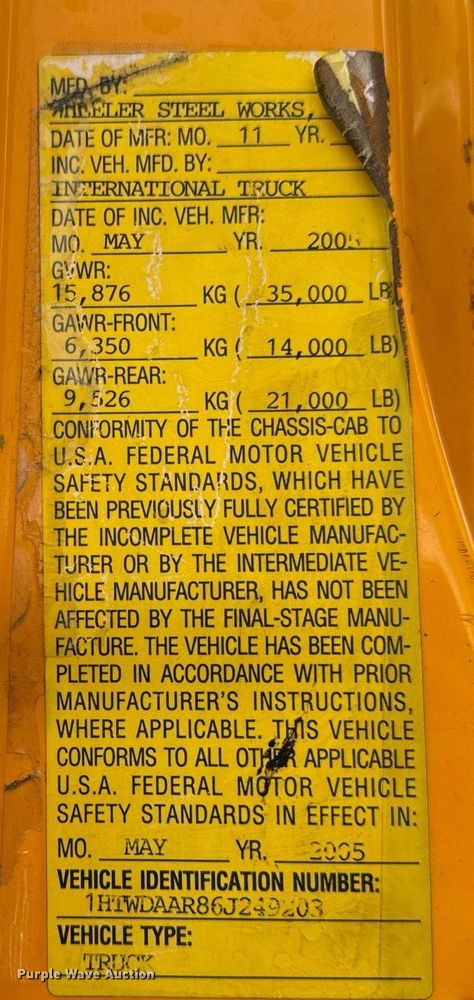 MFD. BY:
WHEELER STEEL WORKS,
DATE OF MFR: MO. 11 YR.
INC. VEH. MFD. BY:
INTERNATIONAL TRUCK
DATE OF INC. VEH. MFR:
MO. MAY YR. 2005
GVWR:
15,876 KG ( 35,000 LB)
GAWR-FRONT:
6,350 KG ( 14,000 LB)
GAWR-REAR:
9,526 KG ( 21,000 LB)
CONFORMITY OF THE CHASSIS-CAB TO
U.S.A. FEDERAL MOTOR VEHICLE
SAFETY STANDARDS, WHICH HAVE
BEEN PREVIOUSLY FULLY CERTIFIED BY
THE INCOMPLETE VEHICLE MANUFAC-
TURER OR BY THE INTERMEDIATE VE-
HICLE MANUFACTURER, HAS NOT BEEN
AFFECTED BY THE FINAL-STAGE MANU-
FACTURE. THE VEHICLE HAS BEEN COM-
PLETED IN ACCORDANCE WITH PRIOR
MANUFACTURER'S INSTRUCTIONS,
WHERE APPLICABLE. THIS VEHICLE
CONFORMS TO ALL OTHER APPLICABLE
U.S.A. FEDERAL MOTOR VEHICLE
SAFETY STANDARDS IN EFFECT IN:
MO. MAY YR. 2005
VEHICLE IDENTIFICATION NUMBER:
1HTWDAAR86J249203
VEHICLE TYPE:
TRUCK
Purple Wave Auction